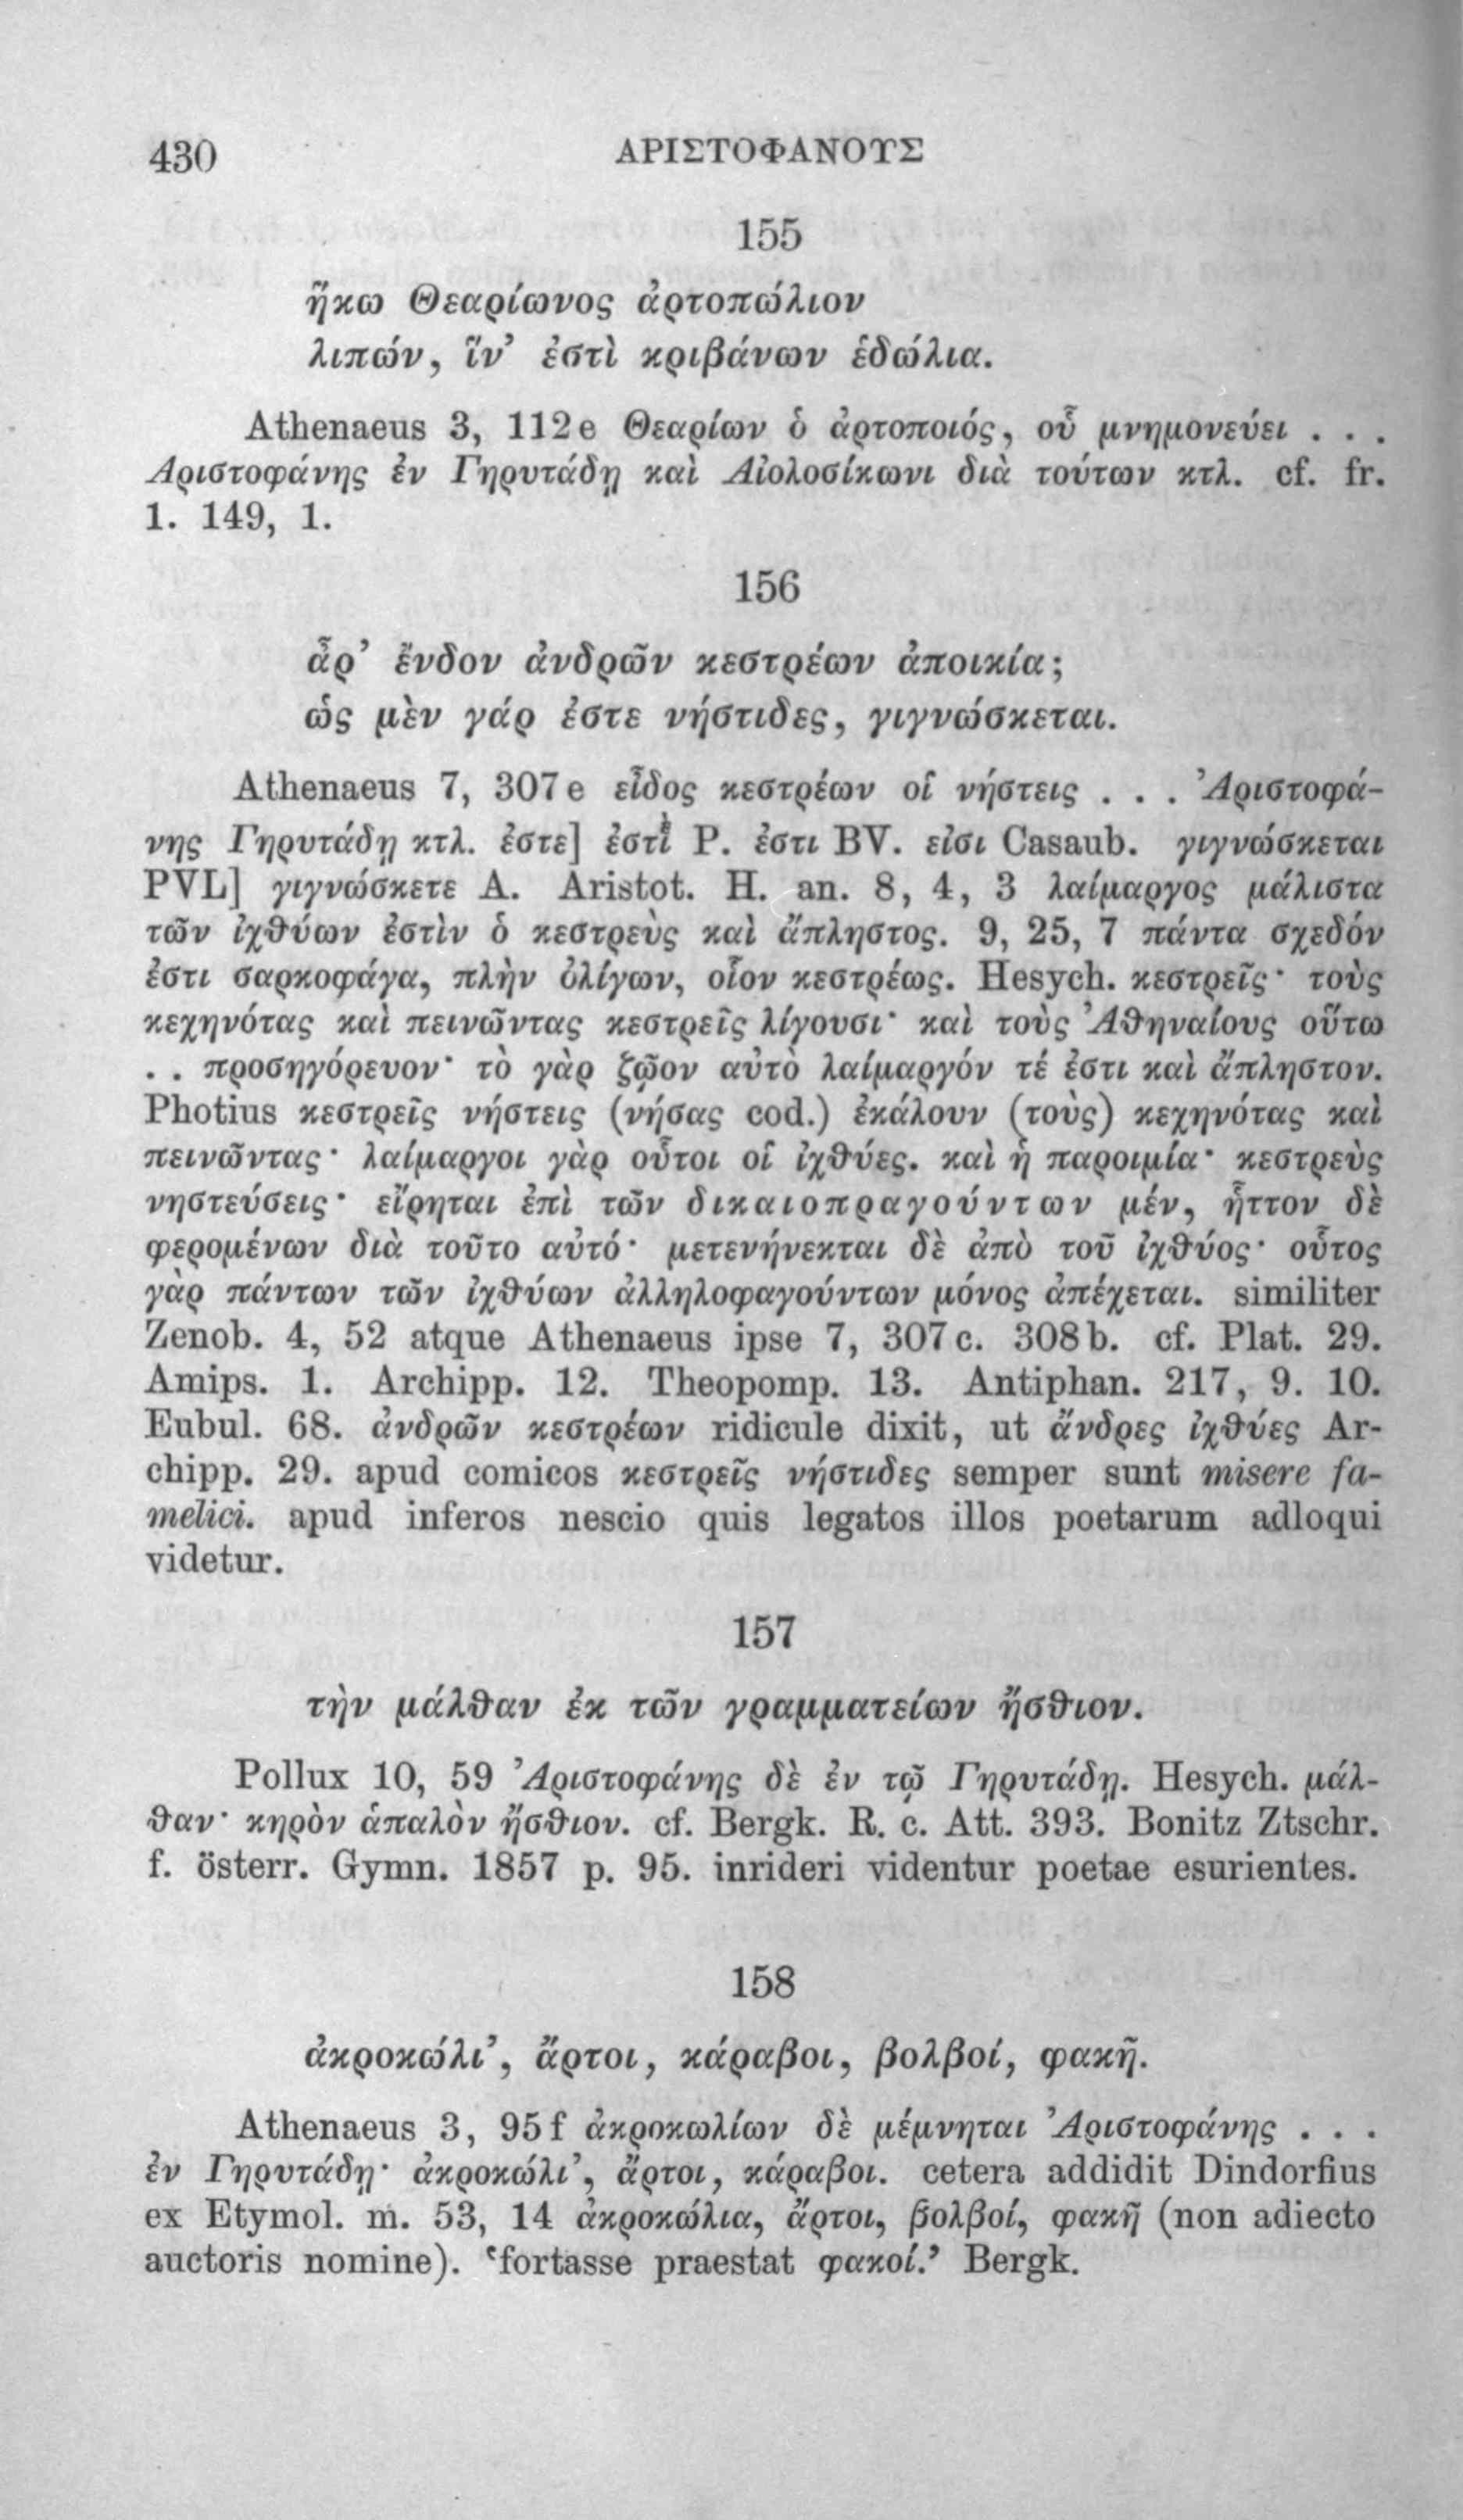 430 ΑΡΙΣΤΟΦΑΝΟΥΣ
155
ἥκω Θεαρίωνος ἀρτοπώλιον
λιπών, ἵν’ ἐστὶ κριβάνων ἑδώλια.
Athenaeus 3, 112e Θεαρίων ὁ ἀρτοποιός, οὗ μνημονεύει . . .
Ἀριστοφάνης ἐν Γηρυτάδῃ καὶ Αἰολοσίκωνι διὰ τούτων κτλ. cf. fr.
1. 149, 1.
156
ἆρ’ ἔνδον ἀνδρῶν κεστρέων ἀποικία;
ὡς μὲν γάρ ἐστε νήστιδες, γιγνώσκεται.
Athenaeus 7, 307e εἶδος κεστρέων οἱ νήστεις . . . Ἀριστοφά-
νης Γηρυτάδῃ κτλ. ἐστε] ἐστὶ P. ἐστι BV. εἰσι Casaub. γιγνώσκεται
PVL] γιγνώσκετε A. Aristot. H. an. 8, 4, 3 λαίμαργος μάλιστα
τῶν ἰχθύων ἐστὶν ὁ κεστρεὺς καὶ ἄπληστος. 9, 25, 7 πάντα σχεδόν
ἐστι σαρκοφάγα, πλὴν ὀλίγων, οἷον κεστρέως. Hesych. κεστρεῖς· τοὺς
κεχηνότας καὶ πεινῶντας κεστρεῖς λέγουσι· καὶ τοὺς Ἀθηναίους οὕτω
. . προσηγόρευον· τὸ γὰρ ζῷον αὐτὸ λαίμαργόν τέ ἐστι καὶ ἄπληστον.
Photius κεστρεῖς νήστεις (νήσας cod.) ἐκάλουν (τοὺς) κεχηνότας καὶ
πεινῶντας· λαίμαργοι γὰρ οὗτοι οἱ ἰχθύες. καὶ ἡ παροιμία· κεστρεὺς
νηστεύσεις· εἴρηται ἐπὶ τῶν δικαιοπραγούντων μέν, ἧττον δὲ
φερομένων διὰ τοῦτο αὐτό· μετενήνεκται δὲ ἀπὸ τοῦ ἰχθύος· οὗτος
γὰρ πάντων τῶν ἰχθύων ἀλληλοφαγούντων μόνος ἀπέχεται. similiter
Zenob. 4, 52 atque Athenaeus ipse 7, 307c. 308b. cf. Plat. 29.
Amips. 1. Archipp. 12. Theopomp. 13. Antiphan. 217, 9. 10.
Eubul. 68. ἀνδρῶν κεστρέων ridicule dixit, ut ἄνδρες ἰχθύες Ar-
chipp. 29. apud comicos κεστρεῖς νήστιδες semper sunt misere fa-
melici. apud inferos nescio quis legatos illos poetarum adloqui
videtur.
157
τὴν μάλθαν ἐκ τῶν γραμματείων ἤσθιον.
Pollux 10, 59 Ἀριστοφάνης δὲ ἐν τῷ Γηρυτάδῃ. Hesych. μάλ-
θαν· κηρὸν ἁπαλὸν ἤσθιον. cf. Bergk. R. c. Att. 393. Bonitz Ztschr.
f. österr. Gymn. 1857 p. 95. inrideri videntur poetae esurientes.
158
ἀκροκώλι’, ἄρτοι, κάραβοι, βολβοί, φακῆ.
Athenaeus 3, 95f ἀκροκωλίων δὲ μέμνηται Ἀριστοφάνης . . .
ἐν Γηρυτάδῃ· ἀκροκώλι’, ἄρτοι, κάραβοι. cetera addidit Dindorfius
ex Etymol. m. 53, 14 ἀκροκώλια, ἄρτοι, βολβοί, φακῆ (non adiecto
auctoris nomine). ‘fortasse praestat φακοί.’ Bergk.